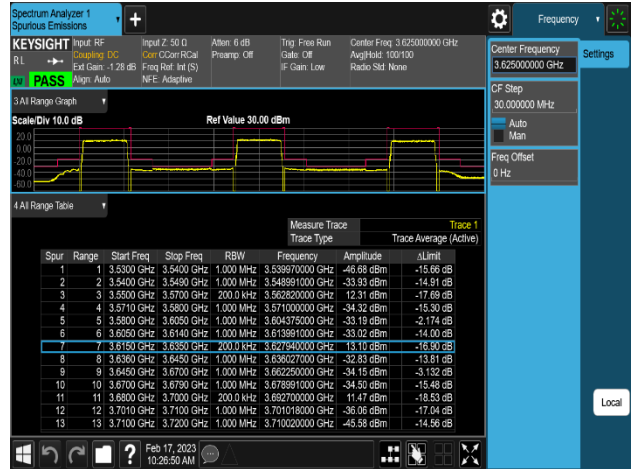 Spectrum Analyzer 1
Spurious Emissions
Frequency
KEYSIGHT
RL
LXI PASS
Input: RF
Coupling: DC
Ext Gain: -1.28 dB
Align: Auto
Input Z: 50 Ω
Corr CCorr RCal
Freq Ref: Int (S)
NFE: Adaptive
Atten: 6 dB
Preamp: Off
Trig: Free Run
Gate: Off
IF Gain: Low
Center Freq: 3.625000000 GHz
Avg|Hold: 100/100
Radio Std: None
Center Frequency
3.625000000 GHz
Settings
CF Step
30.000000 MHz
Auto
Man
Freq Offset
0 Hz
3 All Range Graph
Scale/Div 10.0 dB
Ref Value 30.00 dBm
20.0
0.00
-20.0
-40.0
-50.0
4 All Range Table
Measure Trace Trace 1
Trace Type Trace Average (Active)
Spur Range Start Freq Stop Freq RBW Frequency Amplitude ΔLimit
1 1 3.5300 GHz 3.5400 GHz 1.000 MHz 3.539970000 GHz -46.68 dBm -15.66 dB
2 2 3.5400 GHz 3.5490 GHz 1.000 MHz 3.548991000 GHz -33.93 dBm -14.91 dB
3 3 3.5500 GHz 3.5700 GHz 200.0 kHz 3.562820000 GHz 12.31 dBm -17.69 dB
4 4 3.5710 GHz 3.5800 GHz 1.000 MHz 3.571000000 GHz -34.32 dBm -15.30 dB
5 5 3.5800 GHz 3.6050 GHz 1.000 MHz 3.604375000 GHz -33.19 dBm -2.174 dB
6 6 3.6050 GHz 3.6140 GHz 1.000 MHz 3.613991000 GHz -33.02 dBm -14.00 dB
7 7 3.6150 GHz 3.6350 GHz 200.0 kHz 3.627940000 GHz 13.10 dBm -16.90 dB
8 8 3.6360 GHz 3.6450 GHz 1.000 MHz 3.636027000 GHz -32.83 dBm -13.81 dB
9 9 3.6450 GHz 3.6700 GHz 1.000 MHz 3.662250000 GHz -34.15 dBm -3.132 dB
10 10 3.6700 GHz 3.6790 GHz 1.000 MHz 3.678991000 GHz -34.50 dBm -15.48 dB
11 11 3.6800 GHz 3.7000 GHz 200.0 kHz 3.692700000 GHz 11.47 dBm -18.53 dB
12 12 3.7010 GHz 3.7100 GHz 1.000 MHz 3.701018000 GHz -36.06 dBm -17.04 dB
13 13 3.7100 GHz 3.7200 GHz 1.000 MHz 3.710020000 GHz -45.58 dBm -14.56 dB
Local
Feb 17, 2023
10:26:50 AM